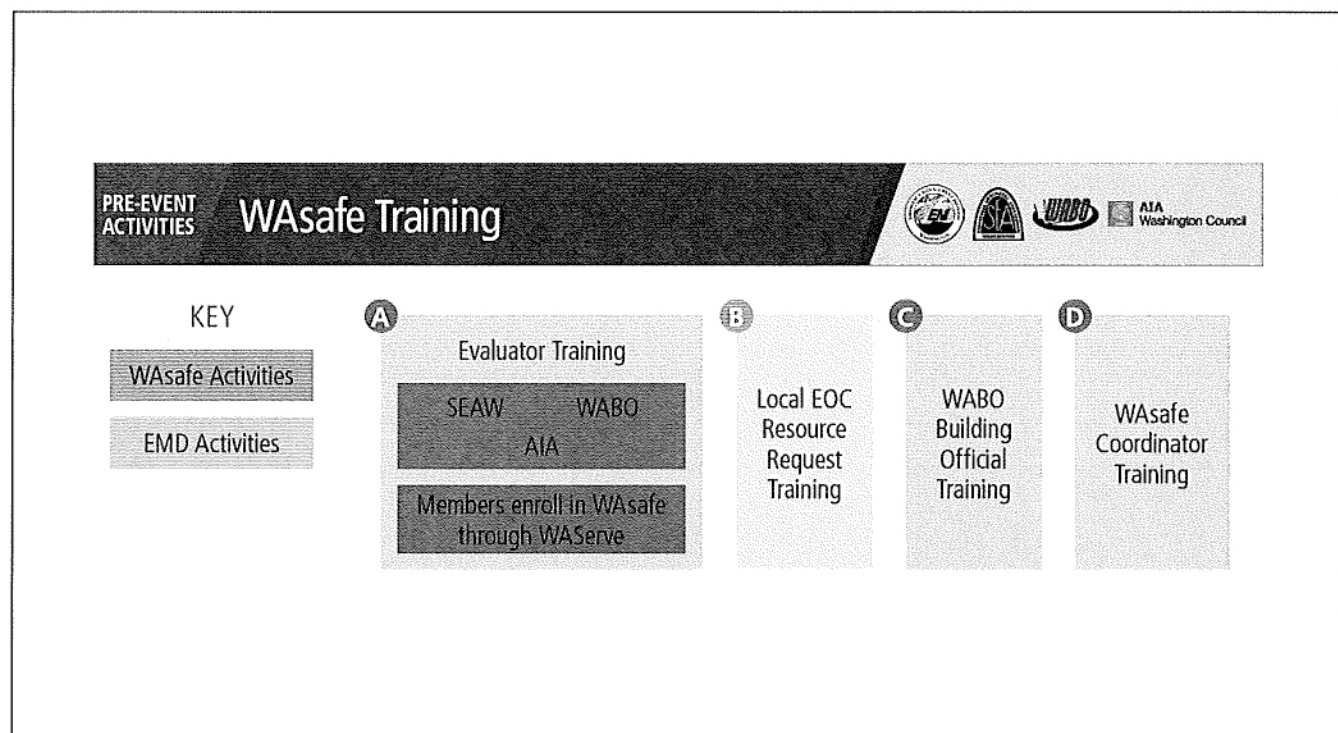 PRE-EVENT
ACTIVITIES
WAsafe Training
EM
WABO
AIA
Washington Council
KEY
WAsafe Activities
EMD Activities
A
Evaluator Training
SEAW WABO
AIA
Members enroll in WAsafe
through WAServe
B
Local EOC
Resource
Request
Training
C
WABO
Building
Official
Training
D
WAsafe
Coordinator
Training